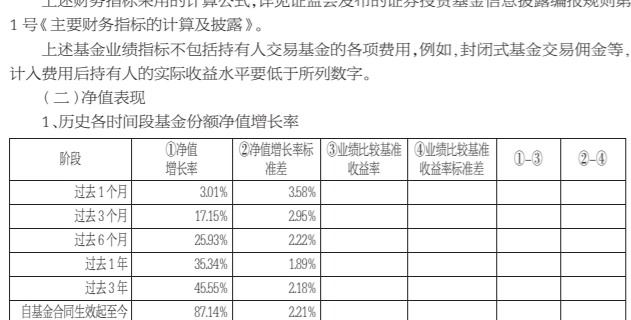 上述财务指标采用的计算公式,详见证监会发布的证券投资基金信息披露编报规则第
1 号《主要财务指标的计算及披露》。
上述基金业绩指标不包括持有人交易基金的各项费用,例如,封闭式基金交易佣金等,
计入费用后持有人的实际收益水平要低于所列数字。
(二)净值表现
1、历史各时间段基金份额净值增长率
阶段 ①净值增长率 ②净值增长率标准差 ③业绩比较基准收益率 ④业绩比较基准收益率标准差 ①-③ ②-④
过去 1 个月 3.01% 3.58%
过去 3 个月 17.15% 2.95%
过去 6 个月 25.93% 2.22%
过去 1 年 35.34% 1.89%
过去 3 年 45.55% 2.18%
自基金合同生效起至今 87.14% 2.21%